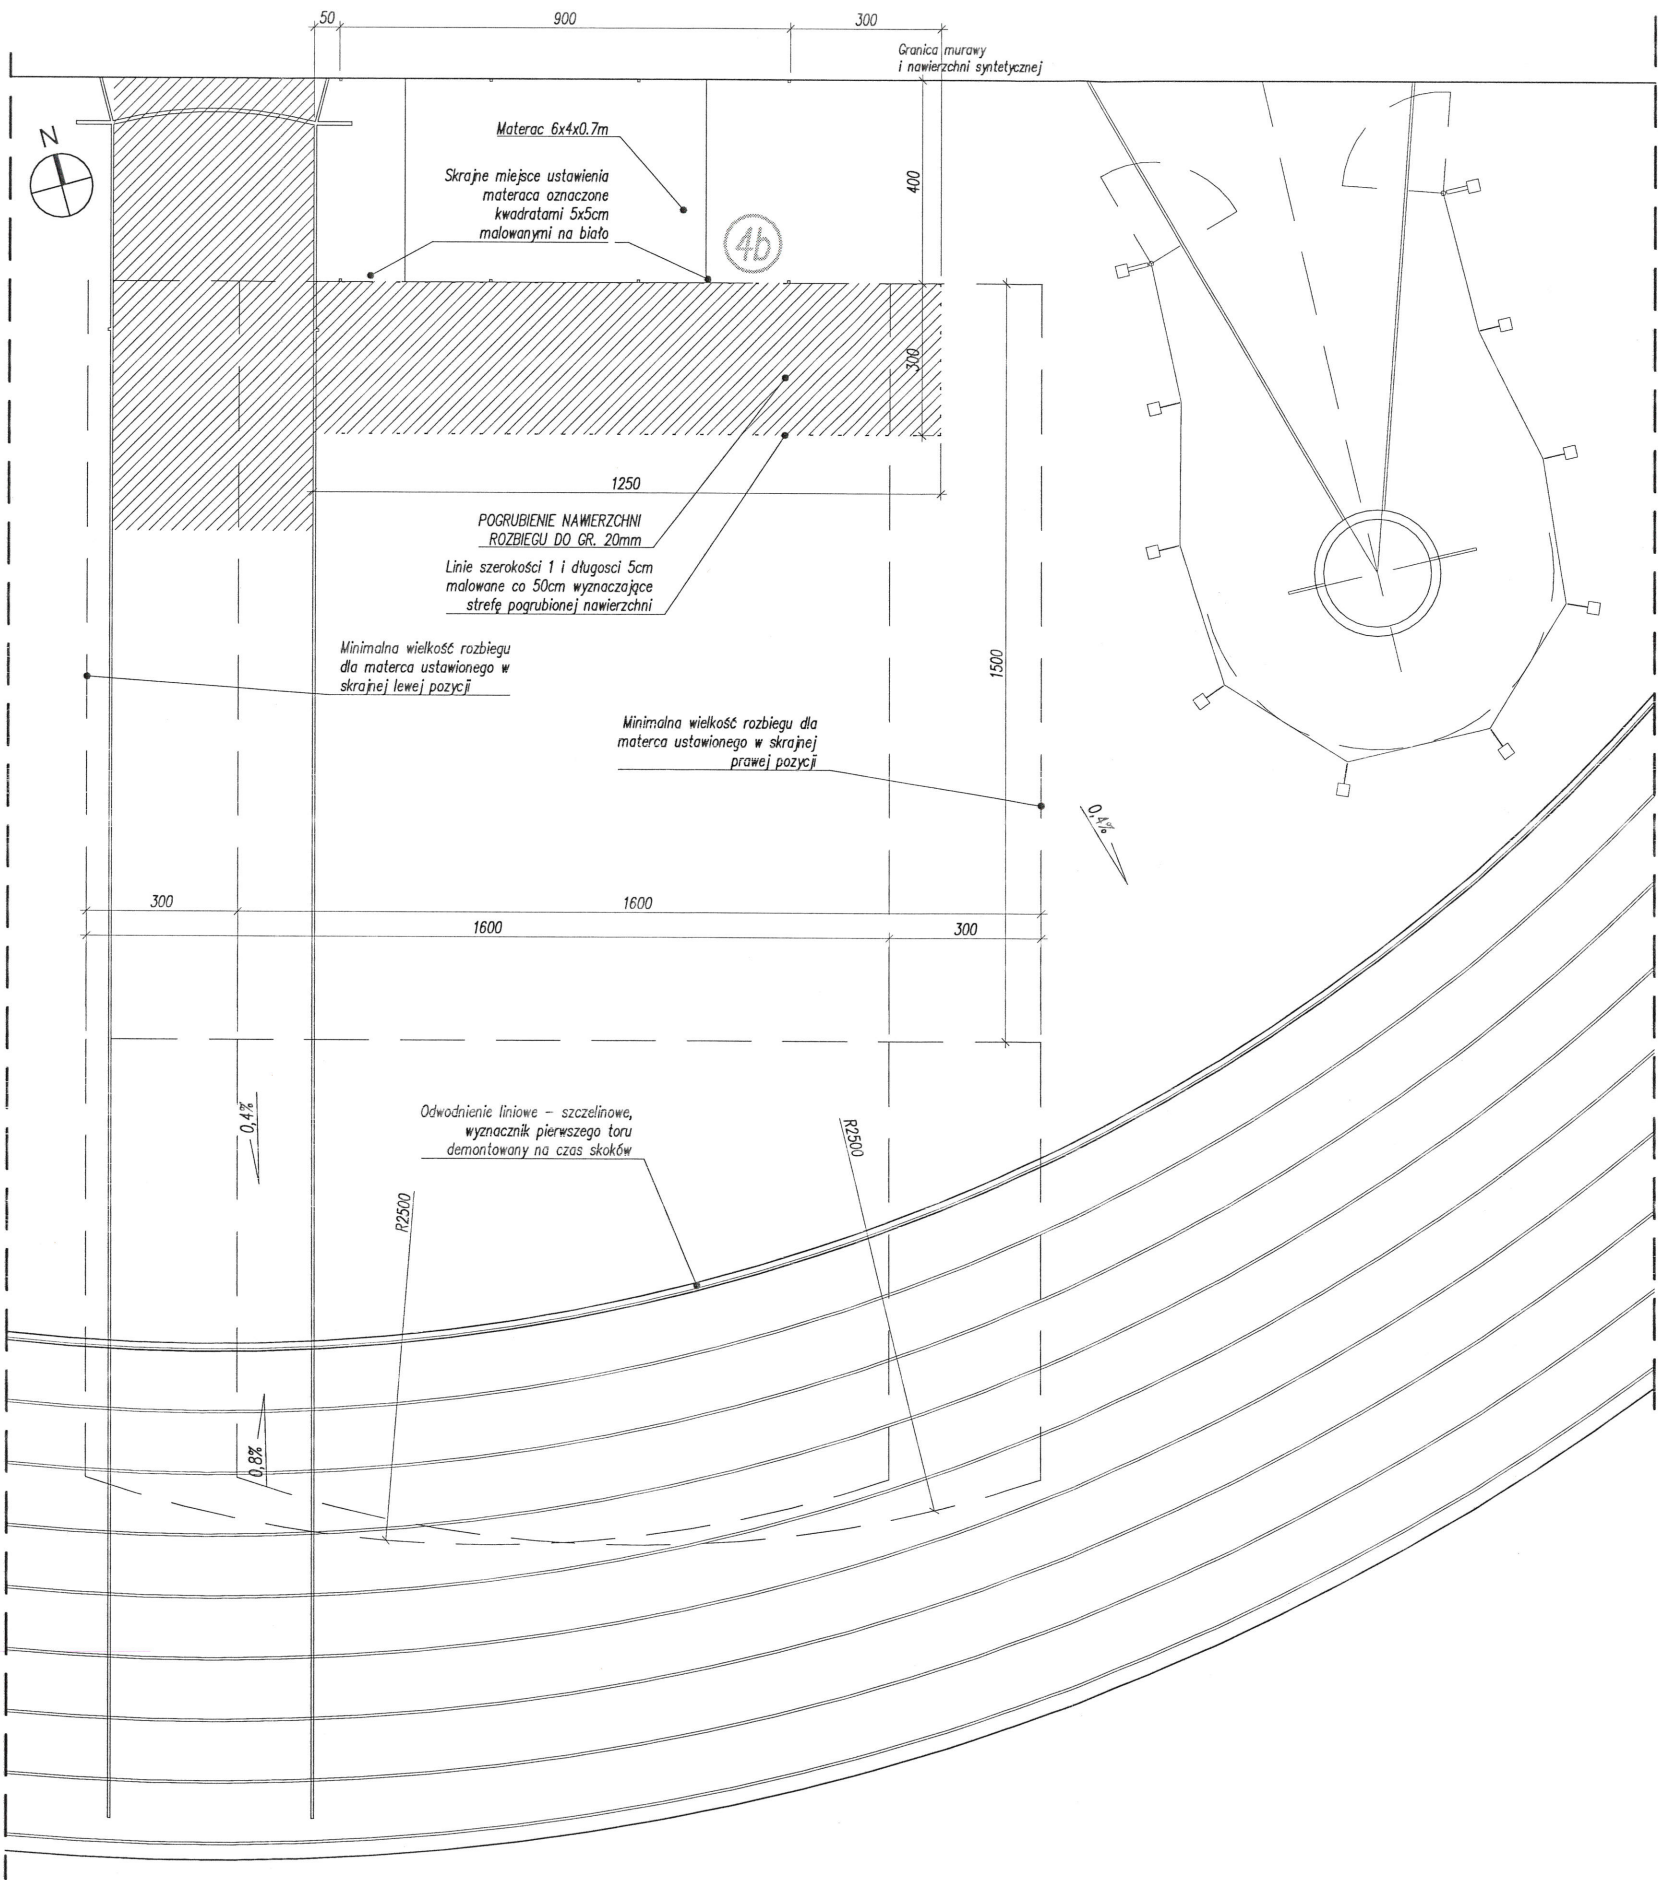 50
900
300
Granica murawy
i nawierzchni syntetycznej
N
Materac 6x4x0.7m
Skrajne miejsce ustawienia
materaca oznaczone
kwadratami 5x5cm
malowanymi na biało
4b
400
300
1250
POGRUBIENIE NAWIERZCHNI
ROZBIEGU DO GR. 20mm
Linie szerokości 1 i długosci 5cm
malowane co 50cm wyznaczające
strefę pogrubionej nawierzchni
Minimalna wielkość rozbiegu
dla materca ustawionego w
skrajnej lewej pozycji
1500
Minimalna wielkość rozbiegu dla
materca ustawionego w skrajnej
prawej pozycji
0,4%
300
1600
1600
300
0,4%
Odwodnienie liniowe – szczelinowe,
wyznacznik pierwszego toru
demontowany na czas skoków
R2500
R2500
0,8%